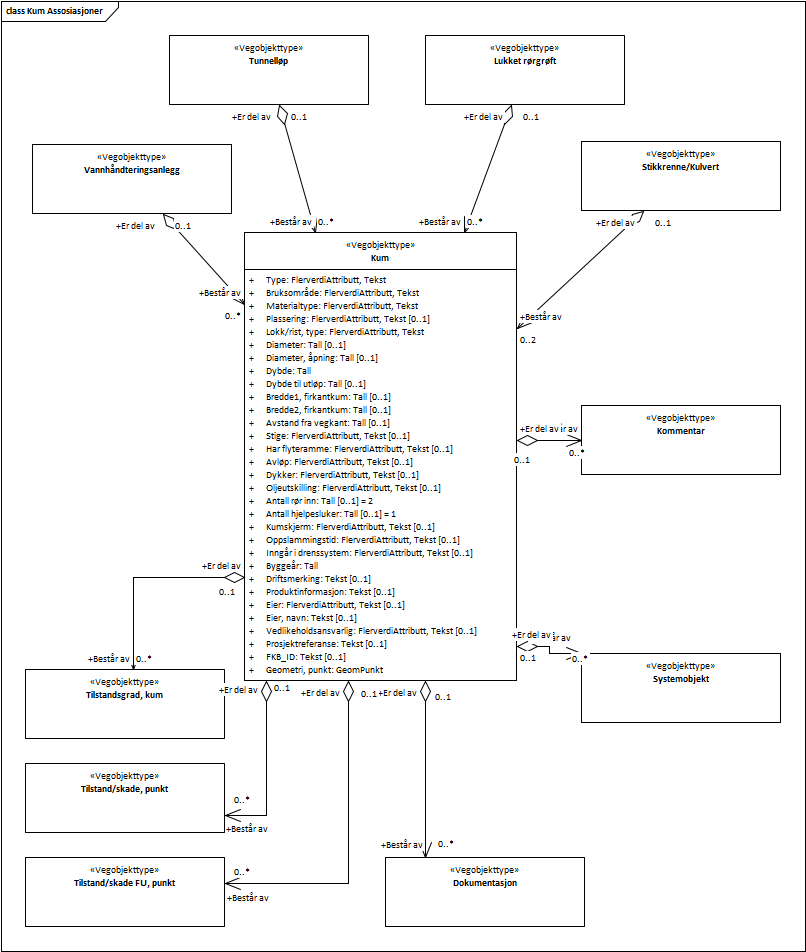 class Kum Assosiasjoner
«Vegobjekttype»
Tunnelløp
«Vegobjekttype»
Lukket rørgrøft
+Er del av
0..1
+Er del av
0..1
«Vegobjekttype»
Vannhåndteringsanlegg
«Vegobjekttype»
Stikkrenne/Kulvert
+Er del av
0..1
+Er del av
0..1
+Består av
0..*
+Består av
0..*
+Består av
0..*
+Består av
0..2
«Vegobjekttype»
Kum
+ Type: FlerverdiAttributt, Tekst
+ Bruksområde: FlerverdiAttributt, Tekst
+ Materialtype: FlerverdiAttributt, Tekst
+ Plassering: FlerverdiAttributt, Tekst [0..1]
+ Lokk/rist, type: FlerverdiAttributt, Tekst
+ Diameter: Tall [0..1]
+ Diameter, åpning: Tall [0..1]
+ Dybde: Tall
+ Dybde til utløp: Tall [0..1]
+ Bredde1, firkantkum: Tall [0..1]
+ Bredde2, firkantkum: Tall [0..1]
+ Avstand fra vegkant: Tall [0..1]
+ Stige: FlerverdiAttributt, Tekst [0..1]
+ Har flyteramme: FlerverdiAttributt, Tekst [0..1]
+ Avløp: FlerverdiAttributt, Tekst [0..1]
+ Dykker: FlerverdiAttributt, Tekst [0..1]
+ Oljeutskilling: FlerverdiAttributt, Tekst [0..1]
+ Antall rør inn: Tall [0..1] = 2
+ Antall hjelpesluker: Tall [0..1] = 1
+ Kumskjerm: FlerverdiAttributt, Tekst [0..1]
+ Oppslammingstid: FlerverdiAttributt, Tekst [0..1]
+ Inngår i drenssystem: FlerverdiAttributt, Tekst [0..1]
+ Byggeår: Tall
+ Driftsmerking: Tekst [0..1]
+ Produktinformasjon: Tekst [0..1]
+ Eier: FlerverdiAttributt, Tekst [0..1]
+ Eier, navn: Tekst [0..1]
+ Vedlikeholdsansvarlig: FlerverdiAttributt, Tekst [0..1]
+ Prosjektreferanse: Tekst [0..1]
+ FKB_ID: Tekst [0..1]
+ Geometri, punkt: GeomPunkt
+Er del av
0..1
0..*
«Vegobjekttype»
Kommentar
+Er del av
0..1
+Består av
0..*
+Er del av
0..1
0..*
«Vegobjekttype»
Systemobjekt
«Vegobjekttype»
Tilstandsgrad, kum
+Er del av
0..1
+Er del av
0..1
+Er del av
0..1
«Vegobjekttype»
Tilstand/skade, punkt
0..*
+Består av
«Vegobjekttype»
Tilstand/skade FU, punkt
0..*
+Består av
+Består av
0..*
«Vegobjekttype»
Dokumentasjon